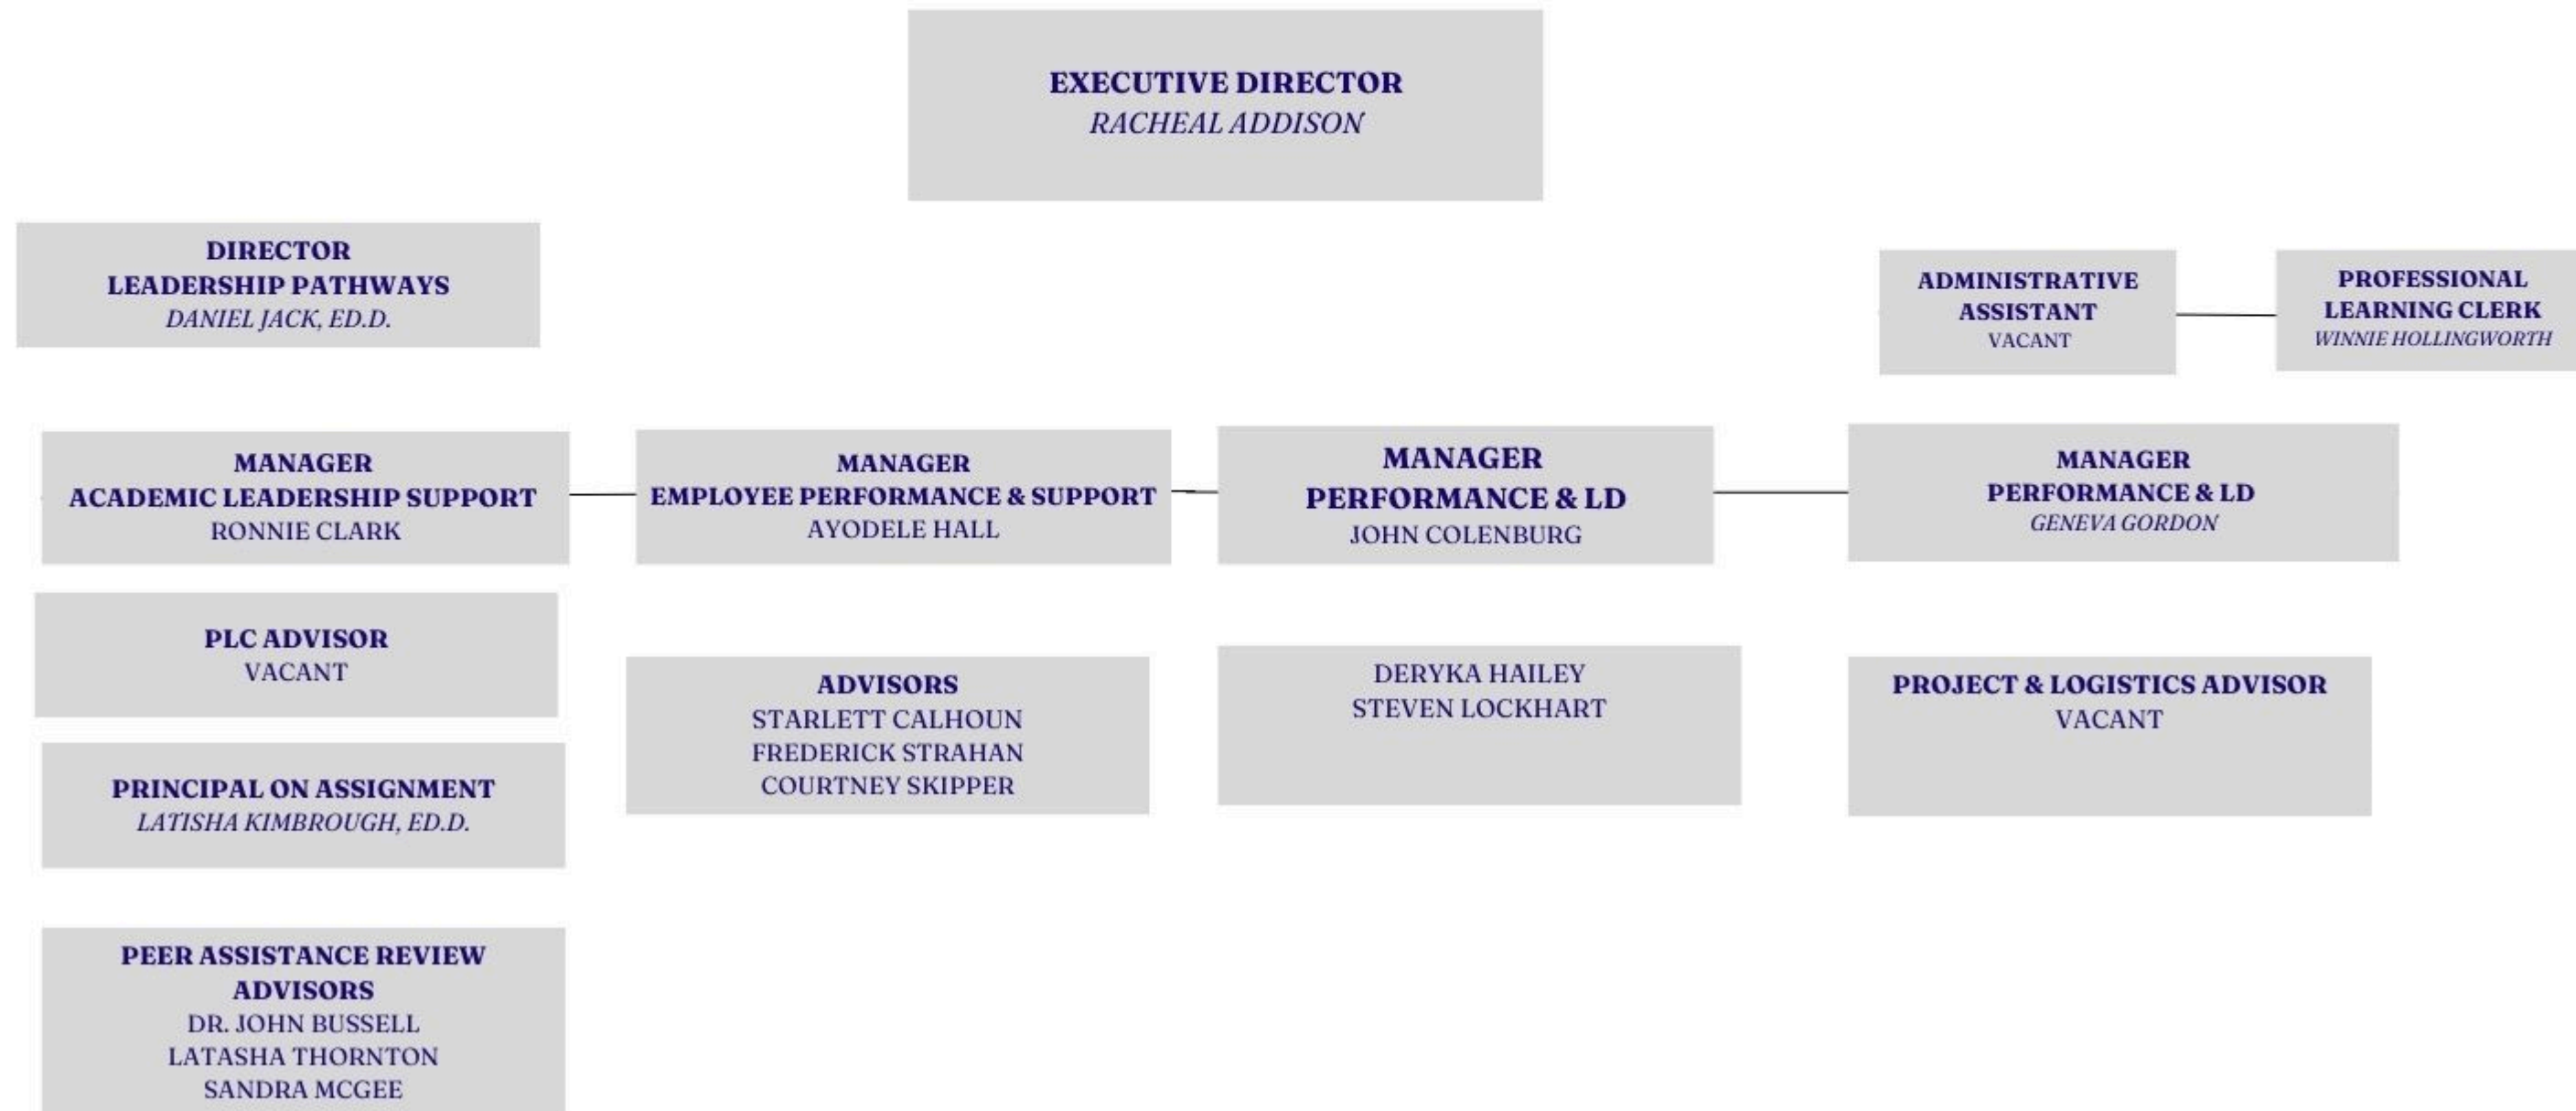 EXECUTIVE DIRECTOR
RACHEAL ADDISON
DIRECTOR
LEADERSHIP PATHWAYS
DANIEL JACK, ED.D.
ADMINISTRATIVE
ASSISTANT
VACANT
PROFESSIONAL
LEARNING CLERK
WINNIE HOLLINGWORTH
MANAGER
ACADEMIC LEADERSHIP SUPPORT
RONNIE CLARK
MANAGER
EMPLOYEE PERFORMANCE & SUPPORT
AYODELE HALL
MANAGER
PERFORMANCE & LD
JOHN COLENBURG
MANAGER
PERFORMANCE & LD
GENEVA GORDON
PLC ADVISOR
VACANT
ADVISORS
STARLETT CALHOUN
FREDERICK STRAHAN
COURTNEY SKIPPER
DERYKA HAILEY
STEVEN LOCKHART
PROJECT & LOGISTICS ADVISOR
VACANT
PRINCIPAL ON ASSIGNMENT
LATISHA KIMBROUGH, ED.D.
PEER ASSISTANCE REVIEW
ADVISORS
DR. JOHN BUSSELL
LATASHA THORNTON
SANDRA MCGEE